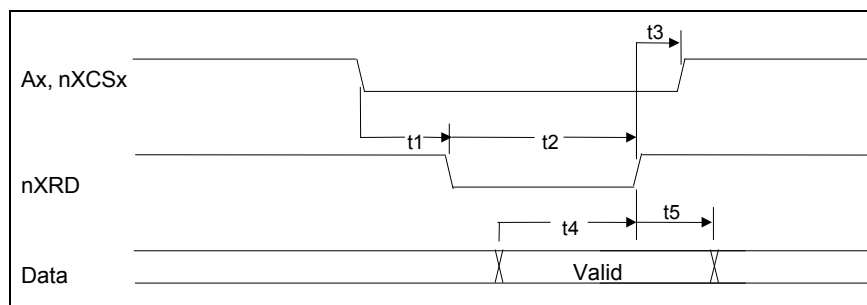 t3
Ax, nXCSx
t1
t2
nXRD
t4
t5
Data
Valid